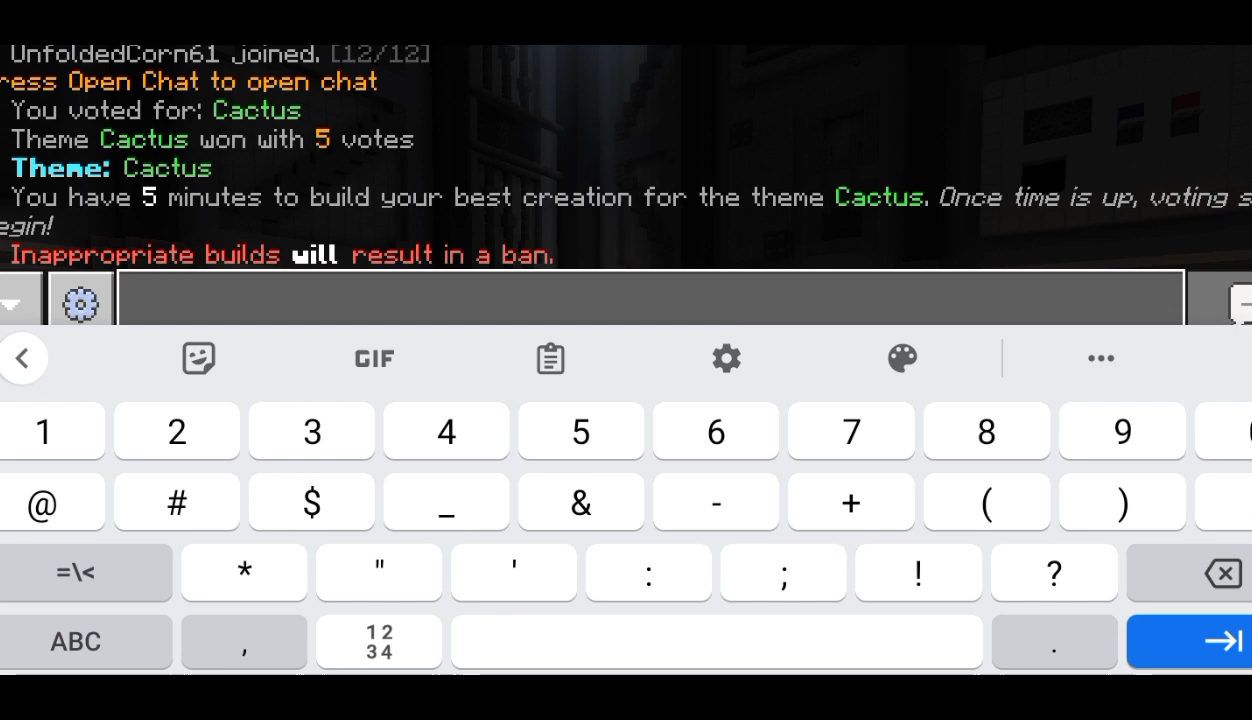 UnfoldedCorn61 joined. [12/12]
ress Open Chat to open chat
You voted for: Cactus
Theme Cactus won with 5 votes
Theme: Cactus
You have 5 minutes to build your best creation for the theme Cactus. Once time is up, voting s
egin!
Inappropriate builds will result in a ban.
GIF
1 2 3 4 5 6 7 8 9
@ # $ _ & - + ( )
=\< * " ' : ; ! ?
ABC , 12 34 .